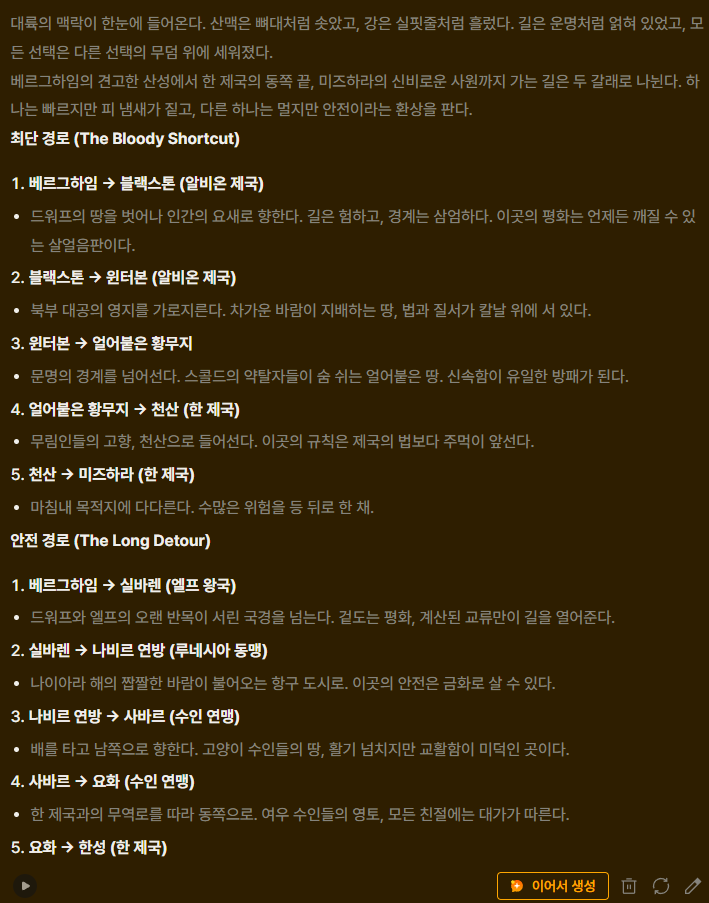 대륙의 맥락이 한눈에 들어온다. 산맥은 뼈대처럼 솟았고, 강은 실핏줄처럼 흘렀다. 길은 운명처럼 얽혀 있었고, 모
든 선택은 다른 선택의 무덤 위에 세워졌다.
베르그하임의 견고한 산성에서 한 제국의 동쪽 끝, 미즈하라의 신비로운 사원까지 가는 길은 두 갈래로 나뉜다. 하
나는 빠르지만 피 냄새가 짙고, 다른 하나는 멀지만 안전이라는 환상을 판다.
최단 경로 (The Bloody Shortcut)
1. 베르그하임 → 블랙스톤 (알비온 제국)
• 드워프의 땅을 벗어나 인간의 요새로 향한다. 길은 험하고, 경계는 삼엄하다. 이곳의 평화는 언제든 깨질 수 있
는 살얼음판이다.
2. 블랙스톤 → 윈터본 (알비온 제국)
• 북부 대공의 영지를 가로지른다. 차가운 바람이 지배하는 땅, 법과 질서가 칼날 위에 서 있다.
3. 윈터본 → 얼어붙은 황무지
• 문명의 경계를 넘어선다. 스콜드의 약탈자들이 숨 쉬는 얼어붙은 땅. 신속함이 유일한 방패가 된다.
4. 얼어붙은 황무지 → 천산 (한 제국)
• 무림인들의 고향, 천산으로 들어선다. 이곳의 규칙은 제국의 법보다 주먹이 앞선다.
5. 천산 → 미즈하라 (한 제국)
• 마침내 목적지에 다다른다. 수많은 위험을 등 뒤로 한 채.
안전 경로 (The Long Detour)
1. 베르그하임 → 실바렌 (엘프 왕국)
• 드워프와 엘프의 오랜 반목이 서린 국경을 넘는다. 겉도는 평화, 계산된 교류만이 길을 열어준다.
2. 실바렌 → 나비르 연방 (루네시아 동맹)
• 나이아라 해의 짭짤한 바람이 불어오는 항구 도시로. 이곳의 안전은 금화로 살 수 있다.
3. 나비르 연방 → 사바르 (수인 연맹)
• 배를 타고 남쪽으로 향한다. 고양이 수인들의 땅, 활기 넘치지만 교활함이 미덕인 곳이다.
4. 사바르 → 요화 (수인 연맹)
• 한 제국과의 무역로를 따라 동쪽으로. 여우 수인들의 영토, 모든 친절에는 대가가 따른다.
5. 요화 → 한성 (한 제국)
이어서 생성